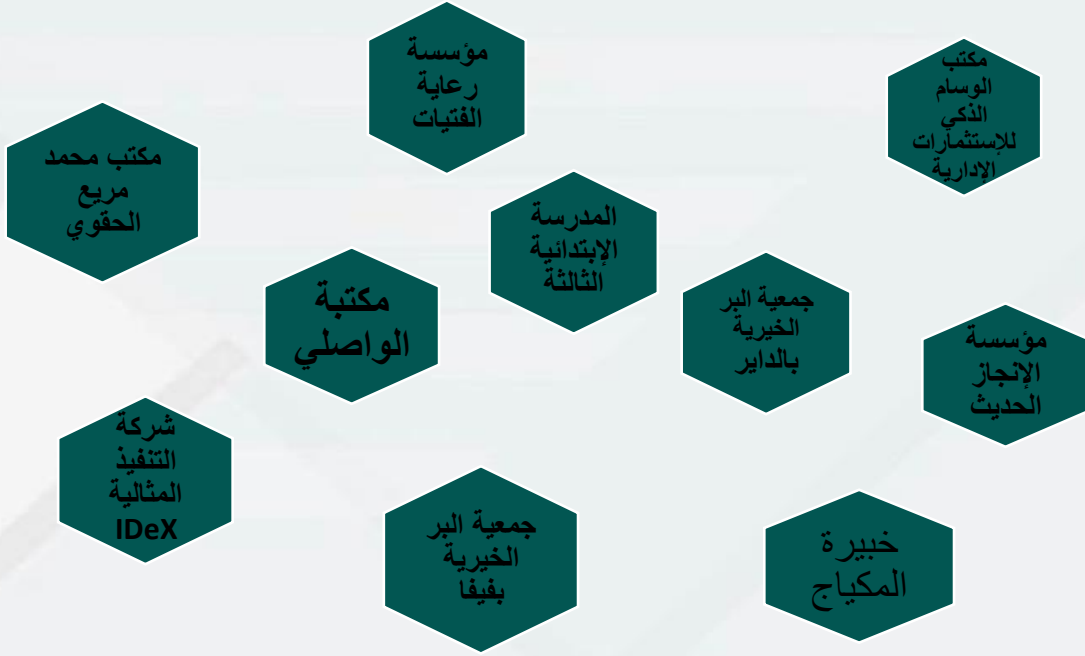 مؤسسة
رعاية
الفتيات
مكتب
الوسام
الذكي
للإستثمارات
الإدارية
مكتب محمد
مريع
الحقوي
المدرسة
الإبتدائية
الثالثة
مكتبة
الواصلي
جمعية البر
الخيرية
بالداير
مؤسسة
الإنجاز
الحديث
شركة
التنفيذ
المثالية
IDeX
جمعية البر
الخيرية
بفيفا
خبيرة
المكياج